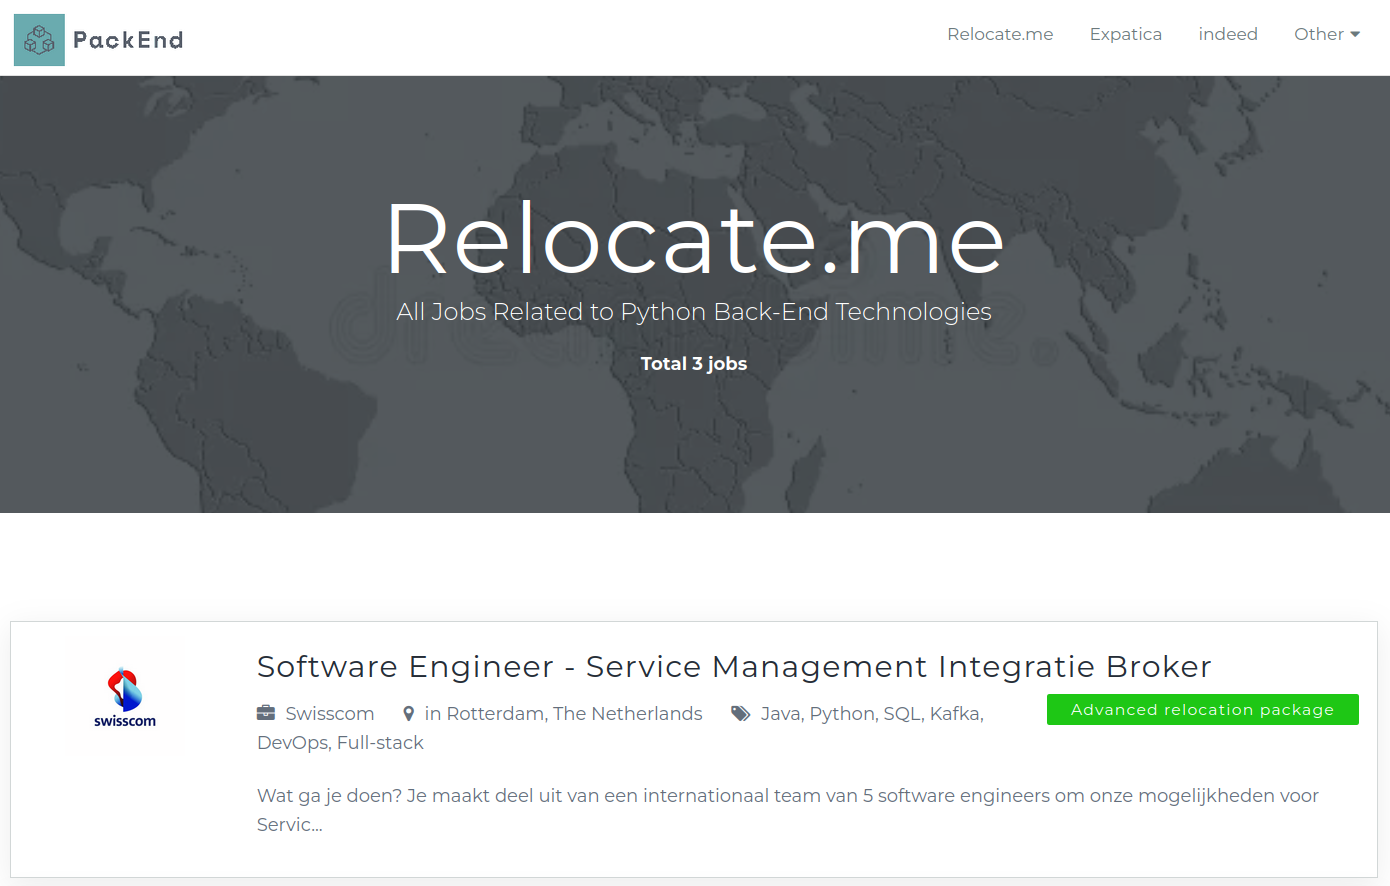 PackEnd
Relocate.me Expatica indeed Other
Relocate.me
All Jobs Related to Python Back-End Technologies
dreamstime.
Total 3 jobs
Software Engineer - Service Management Integratie Broker
swisscom
Swisscom in Rotterdam, The Netherlands Java, Python, SQL, Kafka,
DevOps, Full-stack
Advanced relocation package
Wat ga je doen? Je maakt deel uit van een internationaal team van 5 software engineers om onze mogelijkheden voor
Servic...